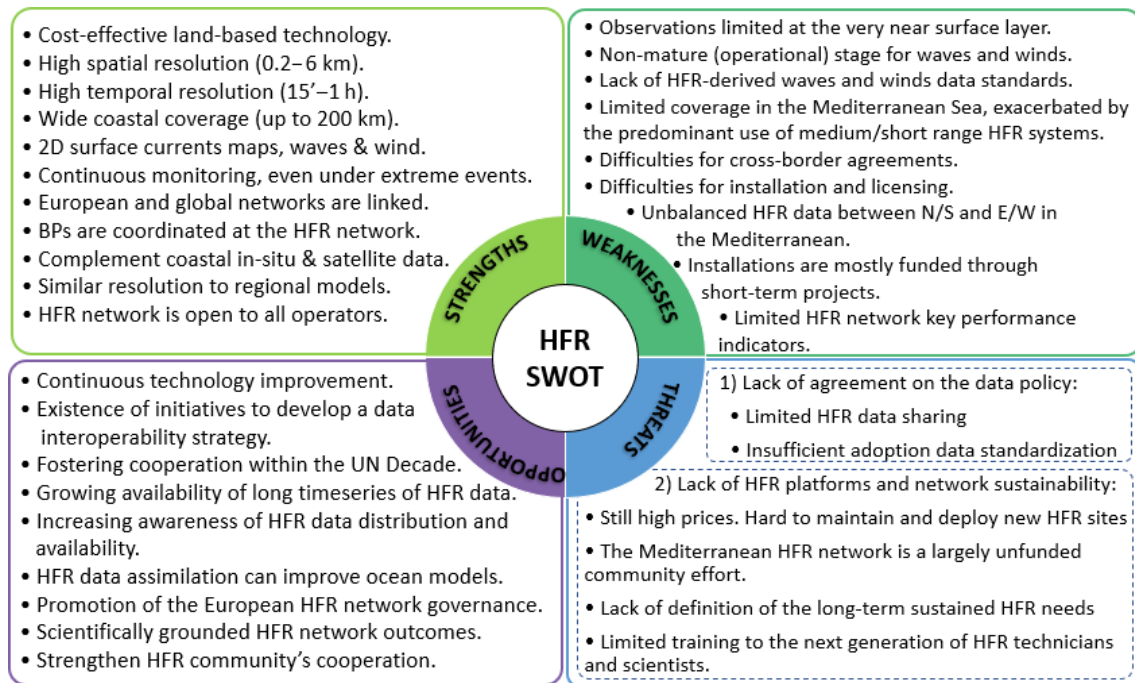 • Cost-effective land-based technology.
• High spatial resolution (0.2– 6 km).
• High temporal resolution (15’–1 h).
• Wide coastal coverage (up to 200 km).
• 2D surface currents maps, waves & wind.
• Continuous monitoring, even under extreme events.
• European and global networks are linked.
• BPs are coordinated at the HFR network.
• Complement coastal in-situ & satellite data.
• Similar resolution to regional models.
• HFR network is open to all operators.
• Observations limited at the very near surface layer.
• Non-mature (operational) stage for waves and winds.
• Lack of HFR-derived waves and winds data standards.
• Limited coverage in the Mediterranean Sea, exacerbated by
the predominant use of medium/short range HFR systems.
• Difficulties for cross-border agreements.
• Difficulties for installation and licensing.
• Unbalanced HFR data between N/S and E/W in
the Mediterranean.
• Installations are mostly funded through
short-term projects.
• Limited HFR network key performance
indicators.
STRENGTHS
WEAKNESSES
HFR
SWOT
OPPORTUNITIES
THREATS
• Continuous technology improvement.
• Existence of initiatives to develop a data
interoperability strategy.
• Fostering cooperation within the UN Decade.
• Growing availability of long timeseries of HFR data.
• Increasing awareness of HFR data distribution and
availability.
• HFR data assimilation can improve ocean models.
• Promotion of the European HFR network governance.
• Scientifically grounded HFR network outcomes.
• Strengthen HFR community’s cooperation.
1) Lack of agreement on the data policy:
• Limited HFR data sharing
• Insufficient adoption data standardization
2) Lack of HFR platforms and network sustainability:
• Still high prices. Hard to maintain and deploy new HFR sites
• The Mediterranean HFR network is a largely unfunded
community effort.
• Lack of definition of the long-term sustained HFR needs
• Limited training to the next generation of HFR technicians
and scientists.